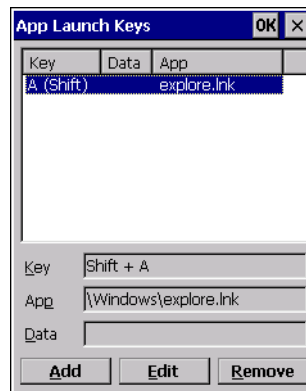 App Launch Keys OK ×
Key Data App
A (Shift) explore.lnk
Key Shift + A
App \Windows\explore.lnk
Data
Add Edit Remove